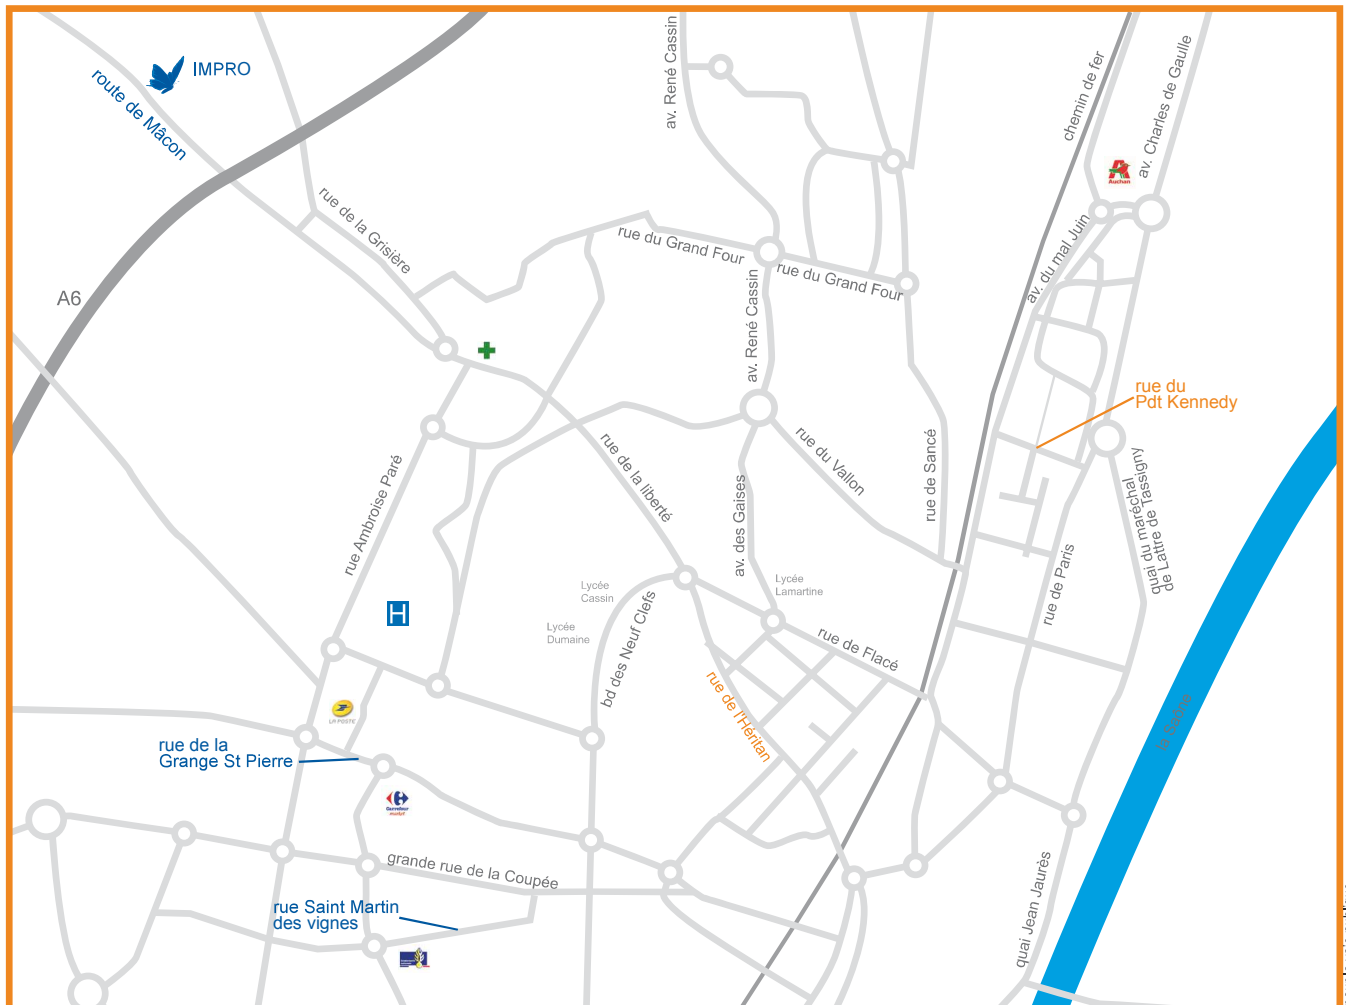 IMPRO
route de Mâcon
A6
rue de la Grisière
av. René Cassin
chemin de fer
av. Charles de Gaulle
Auchan
rue du Grand Four
rue du Grand Four
av. du mal Juin
av. René Cassin
rue du
Pdt Kennedy
rue Ambroise Paré
rue de la liberté
rue du Vallon
rue de Sancé
av. des Gaises
quai du maréchal
de Lattre de Tassigny
rue de Paris
H
Lycée
Cassin
Lycée
Lamartine
Lycée
Dumaine
bd des Neuf Clefs
rue de Flacé
rue de l'Héritan
LA POSTE
la Saône
rue de la
Grange St Pierre
Carrefour
market
grande rue de la Coupée
rue Saint Martin
des vignes
quai Jean Jaurès